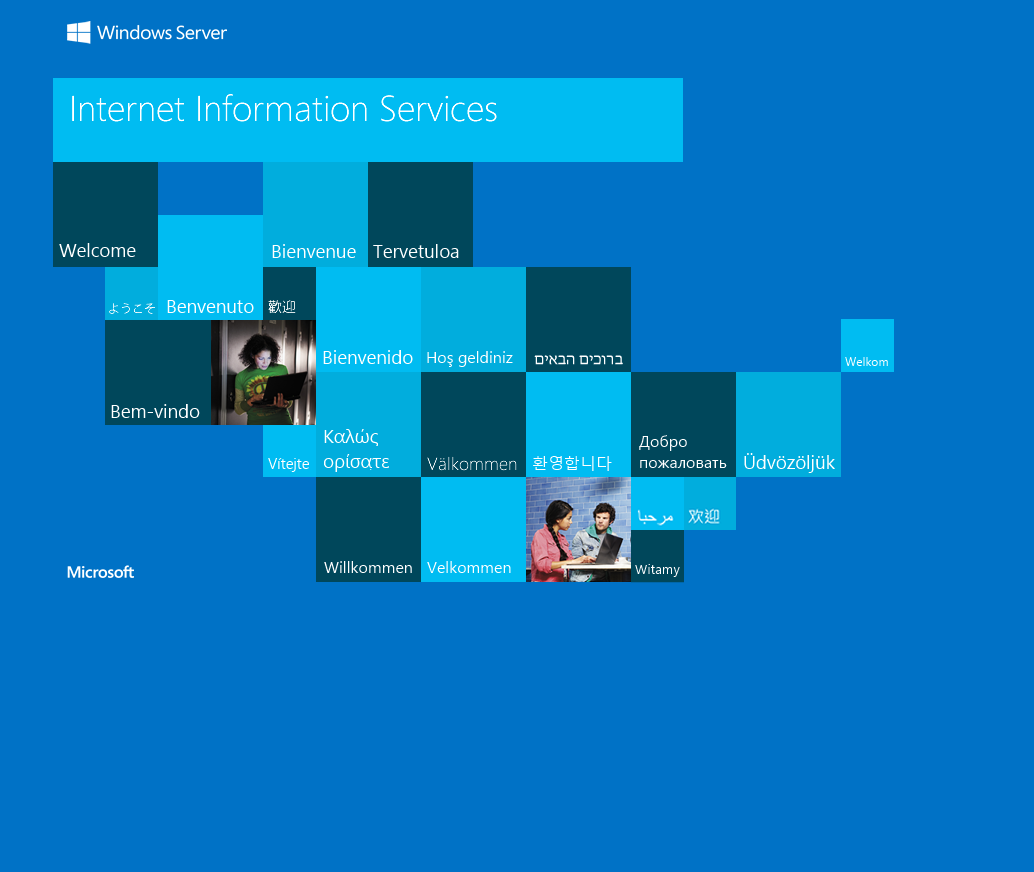 Windows Server
Internet Information Services
Welcome
Bienvenue
Tervetuloa
ようこそ
Benvenuto
歡迎
Bienvenido
Hoş geldiniz
ברוכים הבאים
Welkom
Bem-vindo
Vítejte
Καλώς
ορίσατε
Välkommen
환영합니다
Добро
пожаловать
Üdvözöljük
Willkommen
Velkommen
مرحبا
欢迎
Witamy
Microsoft